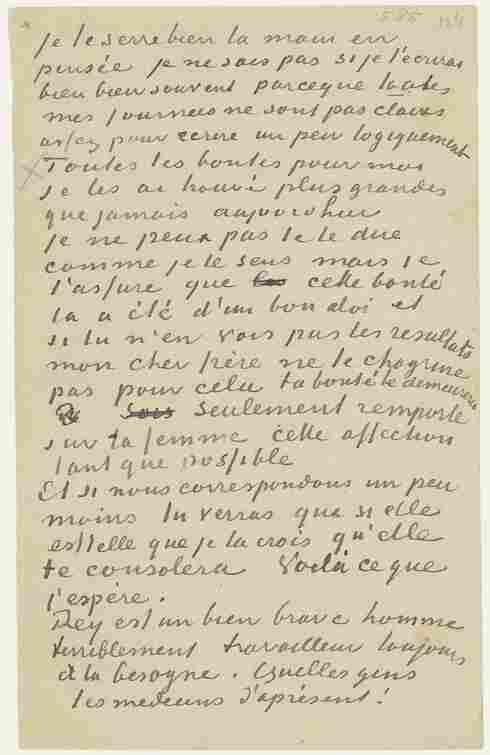 je te serre bien la main en
pensée je ne sais pas si je t'écrirai
bien bien souvent parceque toutes
mes journees ne sont pas claires
assez pour ecrire un peu logiquement
Toutes tes bontes pour moi
je les ai trouvé plus grandes
que jamais aujourdhui
je ne peux pas te le dire
comme je le sens mais je
t'assure que cette bonté
la a été d'un bon aloi et
si tu n'en vois pas les resultats
mon cher frère ne te chagrine
pas pour cela ta bonté te demeurera
Seulement reporte
sur ta femme cette affection
tant que possible
Et si nous correspondons un peu
moins tu verras que si elle
est telle que je la crois qu'elle
te consolera Voilà ce que
j'espère.
Rey est un bien brave homme
terriblement travailleur toujours
à la besogne. Quelles gens
les medecins d'àprésent!